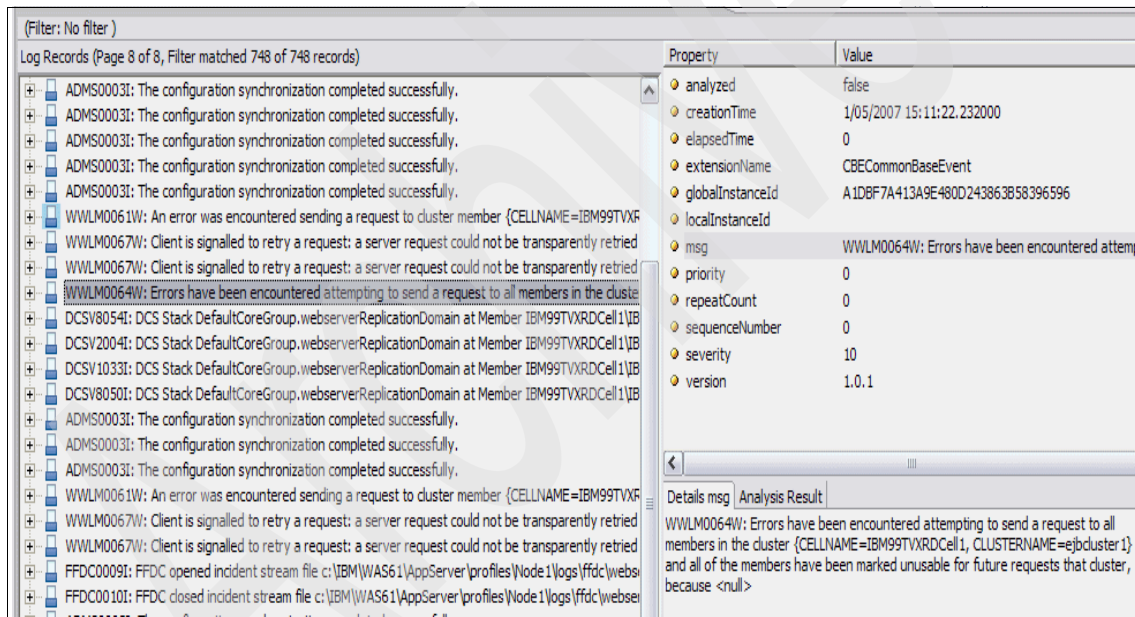 (Filter: No filter )
Log Records (Page 8 of 8, Filter matched 748 of 748 records)
ADMS0003I: The configuration synchronization completed successfully.
ADMS0003I: The configuration synchronization completed successfully.
ADMS0003I: The configuration synchronization completed successfully.
ADMS0003I: The configuration synchronization completed successfully.
ADMS0003I: The configuration synchronization completed successfully.
WWLM0061W: An error was encountered sending a request to cluster member {CELLNAME=IBM99TVXR
WWLM0067W: Client is signalled to retry a request: a server request could not be transparently retried
WWLM0067W: Client is signalled to retry a request: a server request could not be transparently retried
WWLM0064W: Errors have been encountered attempting to send a request to all members in the cluste
DCSV8054I: DCS Stack DefaultCoreGroup.webserverReplicationDomain at Member IBM99TVXRDCell1\IB
DCSV2004I: DCS Stack DefaultCoreGroup.webserverReplicationDomain at Member IBM99TVXRDCell1\IB
DCSV1033I: DCS Stack DefaultCoreGroup.webserverReplicationDomain at Member IBM99TVXRDCell1\IB
DCSV8050I: DCS Stack DefaultCoreGroup.webserverReplicationDomain at Member IBM99TVXRDCell1\IB
ADMS0003I: The configuration synchronization completed successfully.
ADMS0003I: The configuration synchronization completed successfully.
ADMS0003I: The configuration synchronization completed successfully.
WWLM0061W: An error was encountered sending a request to cluster member {CELLNAME=IBM99TVXR
WWLM0067W: Client is signalled to retry a request: a server request could not be transparently retried
WWLM0067W: Client is signalled to retry a request: a server request could not be transparently retried
FFDC0009I: FFDC opened incident stream file c:\IBM\WAS61\AppServer\profiles\Node1\logs\ffdc\webse
FFDC0010I: FFDC closed incident stream file c:\IBM\WAS61\AppServer\profiles\Node1\logs\ffdc\webser
Property Value
analyzed false
creationTime 1/05/2007 15:11:22.232000
elapsedTime 0
extensionName CBECommonBaseEvent
globalInstanceId A1DBF7A413A9E480D243863B58396596
localInstanceId
msg WWLM0064W: Errors have been encountered attemp
priority 0
repeatCount 0
sequenceNumber 0
severity 10
version 1.0.1
Details msg Analysis Result
WWLM0064W: Errors have been encountered attempting to send a request to all
members in the cluster {CELLNAME=IBM99TVXRDCell1, CLUSTERNAME=ejbcluster1}
and all of the members have been marked unusable for future requests that cluster,
because <null>